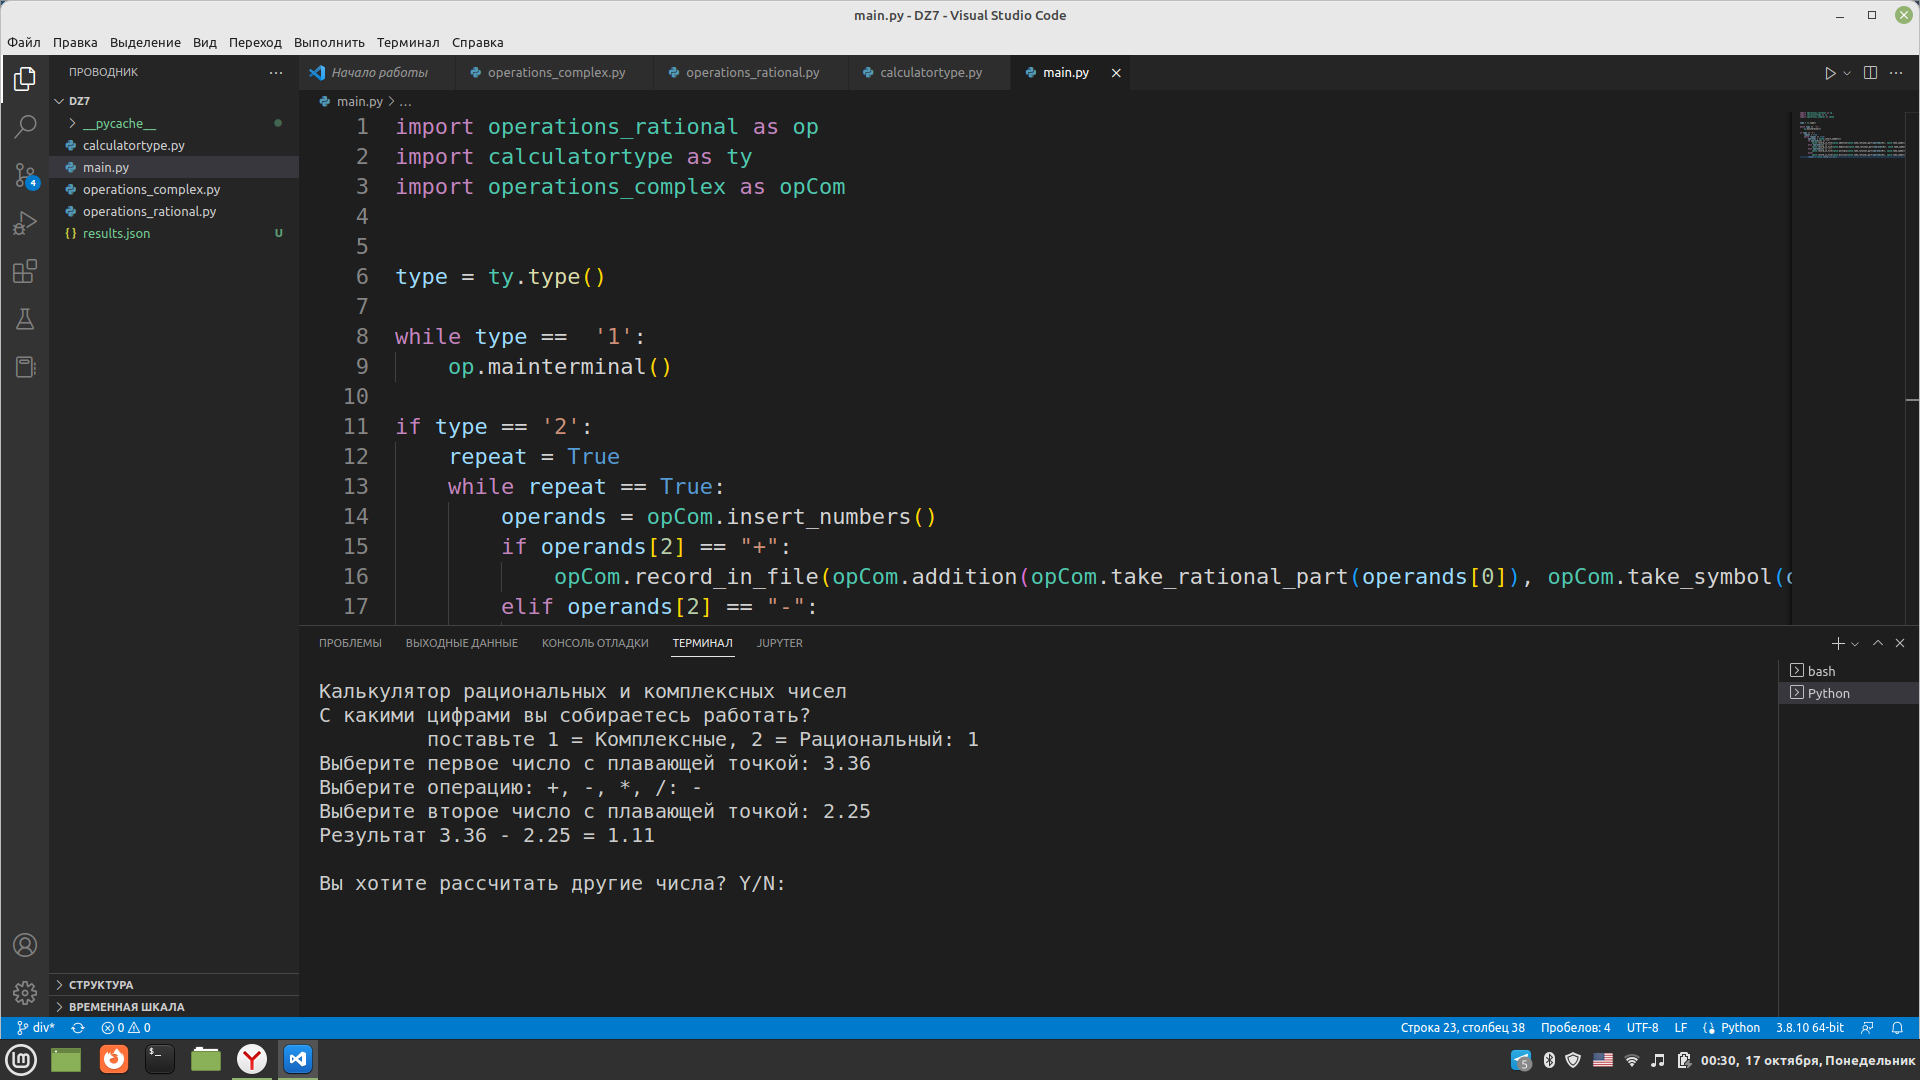 main.py - DZ7 - Visual Studio Code
Файл Правка Выделение Вид Переход Выполнить Терминал Справка
ПРОВОДНИК
Начало работы operations_complex.py operations_rational.py calculatortype.py main.py
DZ7
__pycache__
calculatortype.py
main.py
operations_complex.py
operations_rational.py
results.json U
4
main.py > ...
1 import operations_rational as op
2 import calculatortype as ty
3 import operations_complex as opCom
4
5
6 type = ty.type()
7
8 while type ==  '1':
9     op.mainterminal()
10
11 if type == '2':
12     repeat = True
13     while repeat == True:
14         operands = opCom.insert_numbers()
15         if operands[2] == "+":
16             opCom.record_in_file(opCom.addition(opCom.take_rational_part(operands[0]), opCom.take_symbol(
17         elif operands[2] == "-":
ПРОБЛЕМЫ ВЫХОДНЫЕ ДАННЫЕ КОНСОЛЬ ОТЛАДКИ ТЕРМИНАЛ JUPYTER
bash
Python
Калькулятор рациональных и комплексных чисел
С какими цифрами вы собираетесь работать?
         поставьте 1 = Комплексные, 2 = Рациональный: 1
Выберите первое число с плавающей точкой: 3.36
Выберите операцию: +, -, *, /: -
Выберите второе число с плавающей точкой: 2.25
Результат 3.36 - 2.25 = 1.11
Вы хотите рассчитать другие числа? Y/N:
СТРУКТУРА
ВРЕМЕННАЯ ШКАЛА
div* 0 0 Строка 23, столбец 38 Пробелов: 4 UTF-8 LF Python 3.8.10 64-bit
5 00:30, 17 октября, Понедельник